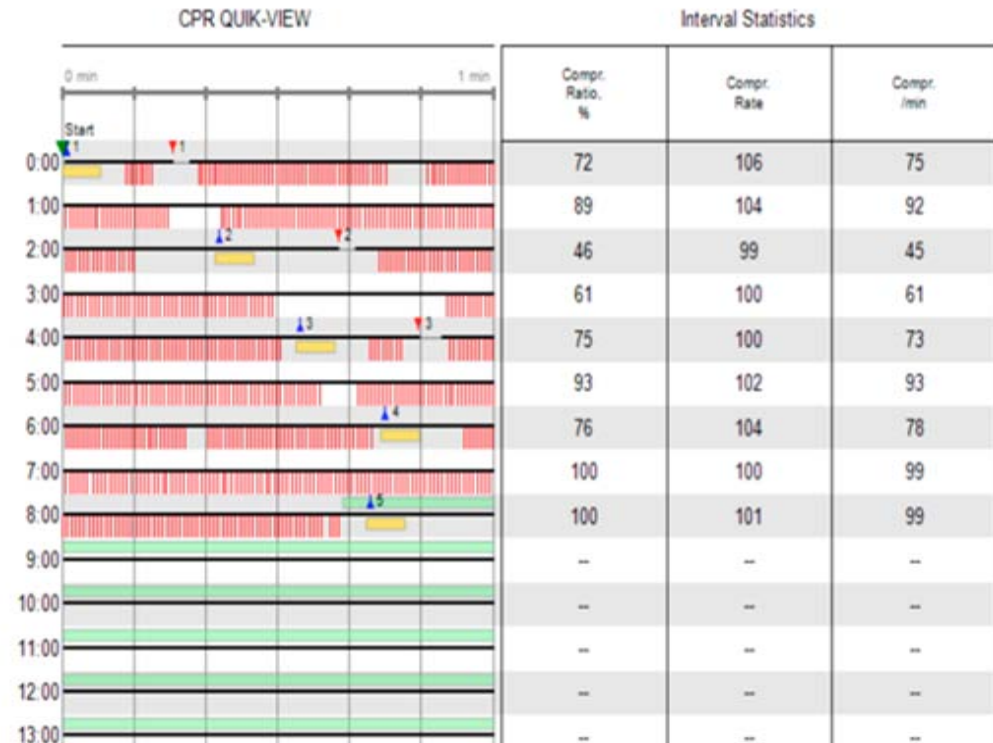 CPR QUIK-VIEW Interval Statistics
0 min 1 min Compr. Ratio, % Compr. Rate Compr. /min
Start
1 1
0:00 72 106 75
1:00 89 104 92
2 2
2:00 46 99 45
3:00 61 100 61
3 3
4:00 75 100 73
5:00 93 102 93
4
6:00 76 104 78
7:00 100 100 99
5
8:00 100 101 99
9:00 -- -- --
10:00 -- -- --
11:00 -- -- --
12:00 -- -- --
13:00 -- -- --